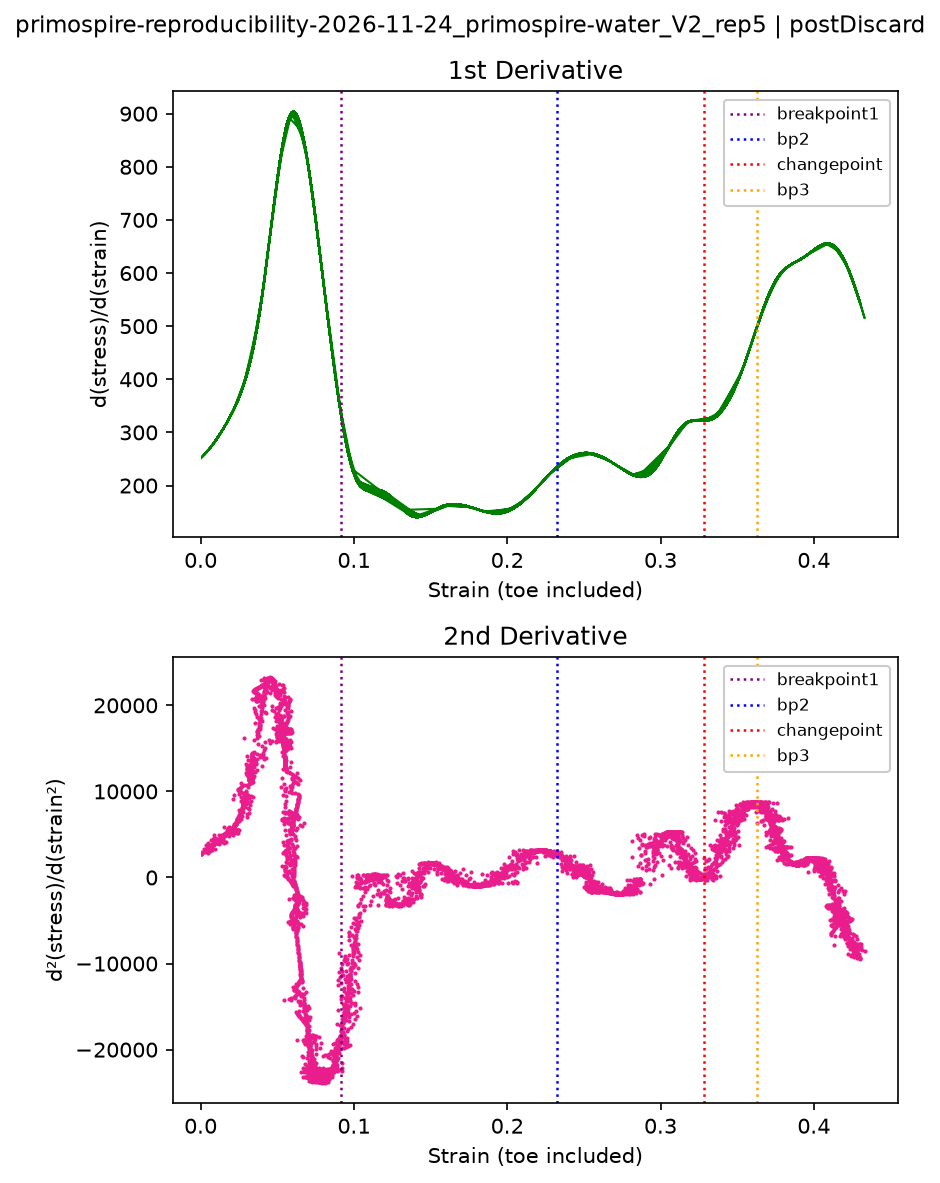 primospire-reproducibility-2026-11-24_primospire-water_V2_rep5 | postDiscard
1st Derivative
900
800
700
600
500
400
300
200
d(stress)/d(strain)
breakpoint1
bp2
changepoint
bp3
0.0 0.1 0.2 0.3 0.4
Strain (toe included)
2nd Derivative
20000
10000
0
−10000
−20000
d²(stress)/d(strain²)
breakpoint1
bp2
changepoint
bp3
0.0 0.1 0.2 0.3 0.4
Strain (toe included)